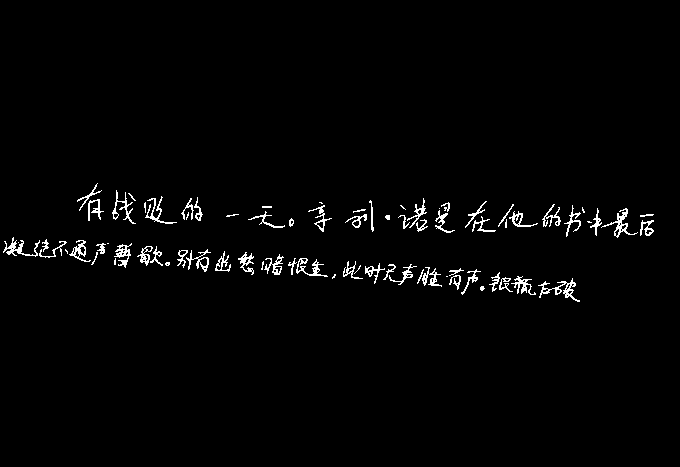 有战败的一天。亨利·诺是在他的书中最后
凝绝不通声暂歇。别有幽愁暗恨生,此时无声胜有声。银瓶乍破